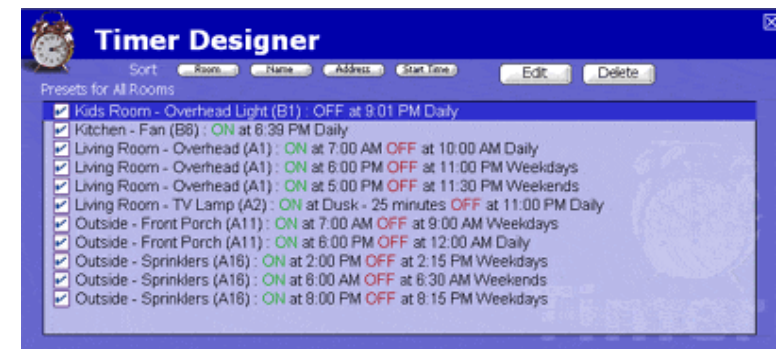 Timer Designer
Sort Room Name Address Start Time Edit Delete
Presets for All Rooms
Kids Room - Overhead Light (B1) : OFF at 9:01 PM Daily
Kitchen - Fan (B6) : ON at 6:39 PM Daily
Living Room - Overhead (A1) : ON at 7:00 AM OFF at 10:00 AM Daily
Living Room - Overhead (A1) : ON at 6:00 PM OFF at 11:00 PM Weekdays
Living Room - Overhead (A1) : ON at 5:00 PM OFF at 11:30 PM Weekends
Living Room - TV Lamp (A2) : ON at Dusk - 25 minutes OFF at 11:00 PM Daily
Outside - Front Porch (A11) : ON at 7:00 AM OFF at 9:00 AM Weekdays
Outside - Front Porch (A11) : ON at 6:00 PM OFF at 12:00 AM Daily
Outside - Sprinklers (A16) : ON at 2:00 PM OFF at 2:15 PM Weekdays
Outside - Sprinklers (A16) : ON at 6:00 AM OFF at 6:30 AM Weekends
Outside - Sprinklers (A16) : ON at 8:00 PM OFF at 8:15 PM Weekdays
Timer